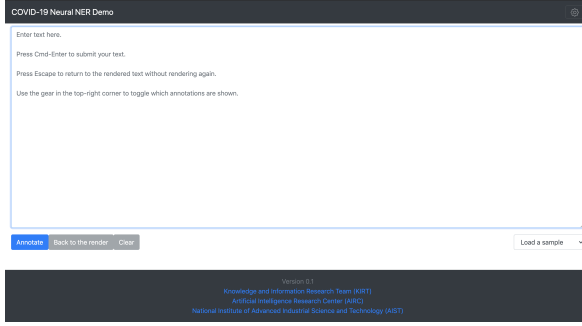 COVID-19 Neural NER Demo
Enter text here.
Press Cmd-Enter to submit your text.
Press Escape to return to the rendered text without rendering again.
Use the gear in the top-right corner to toggle which annotations are shown.
Annotate Back to the render Clear Load a sample
Version 0.1
Knowledge and Information Research Team (KIRT)
Artificial Intelligence Research Center (AIRC)
National Institute of Advanced Industrial Science and Technology (AIST)